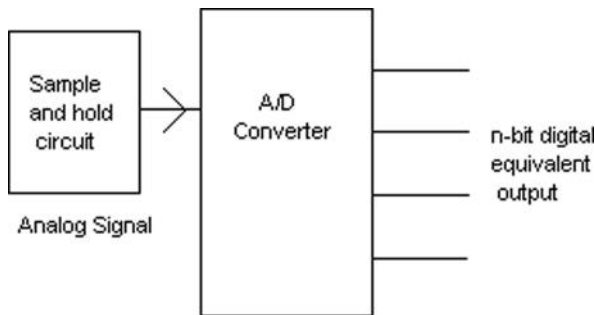 Sample
and hold
circuit
Analog Signal
A/D
Converter
n-bit digital
equivalent
output